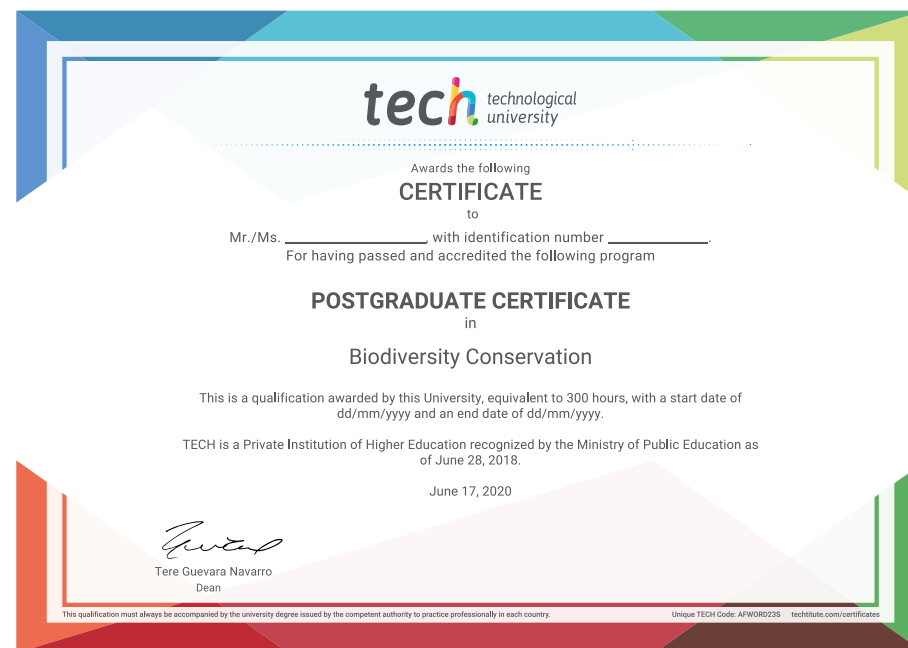 tech technological
university
Awards the following
CERTIFICATE
to
Mr./Ms. ____________, with identification number ____________.
For having passed and accredited the following program
POSTGRADUATE CERTIFICATE
in
Biodiversity Conservation
This is a qualification awarded by this University, equivalent to 300 hours, with a start date of
dd/mm/yyyy and an end date of dd/mm/yyyy.
TECH is a Private Institution of Higher Education recognized by the Ministry of Public Education as
of June 28, 2018.
June 17, 2020
Tere Guevara Navarro
Dean
This qualification must always be accompanied by the university degree issued by the competent authority to practice professionally in each country. Unique TECH Code: AFWORD23S techtitute.com/certificates